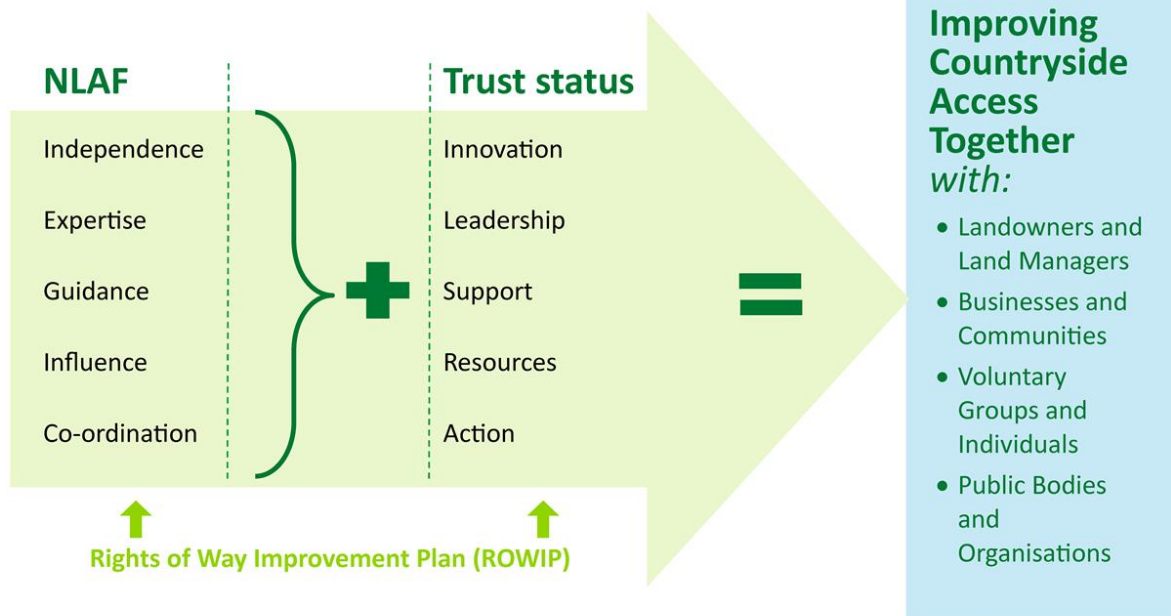 NLAF
Independence
Expertise
Guidance
Influence
Co-ordination
Trust status
Innovation
Leadership
Support
Resources
Action
Rights of Way Improvement Plan (ROWIP)
Improving
Countryside
Access
Together
with:
• Landowners and
Land Managers
• Businesses and
Communities
• Voluntary
Groups and
Individuals
• Public Bodies
and
Organisations